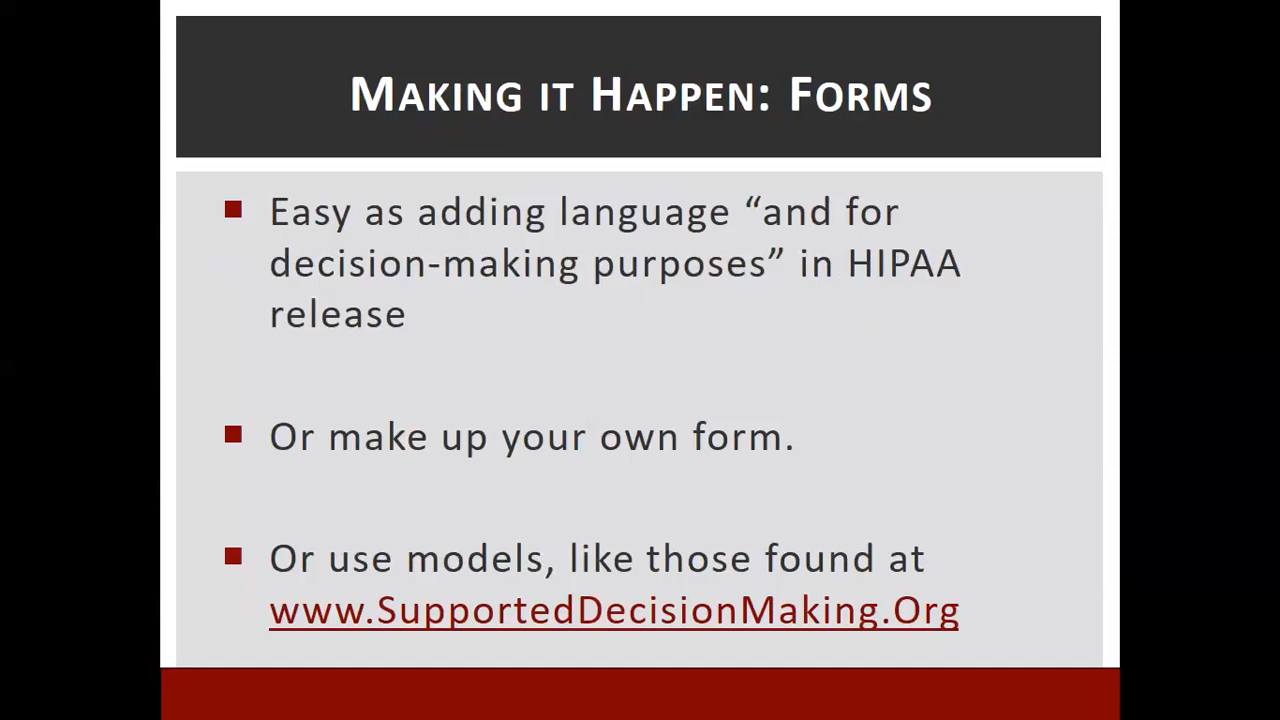 Making it Happen: Forms
Easy as adding language “and for
decision-making purposes” in HIPAA
release
Or make up your own form.
Or use models, like those found at
www.SupportedDecisionMaking.Org